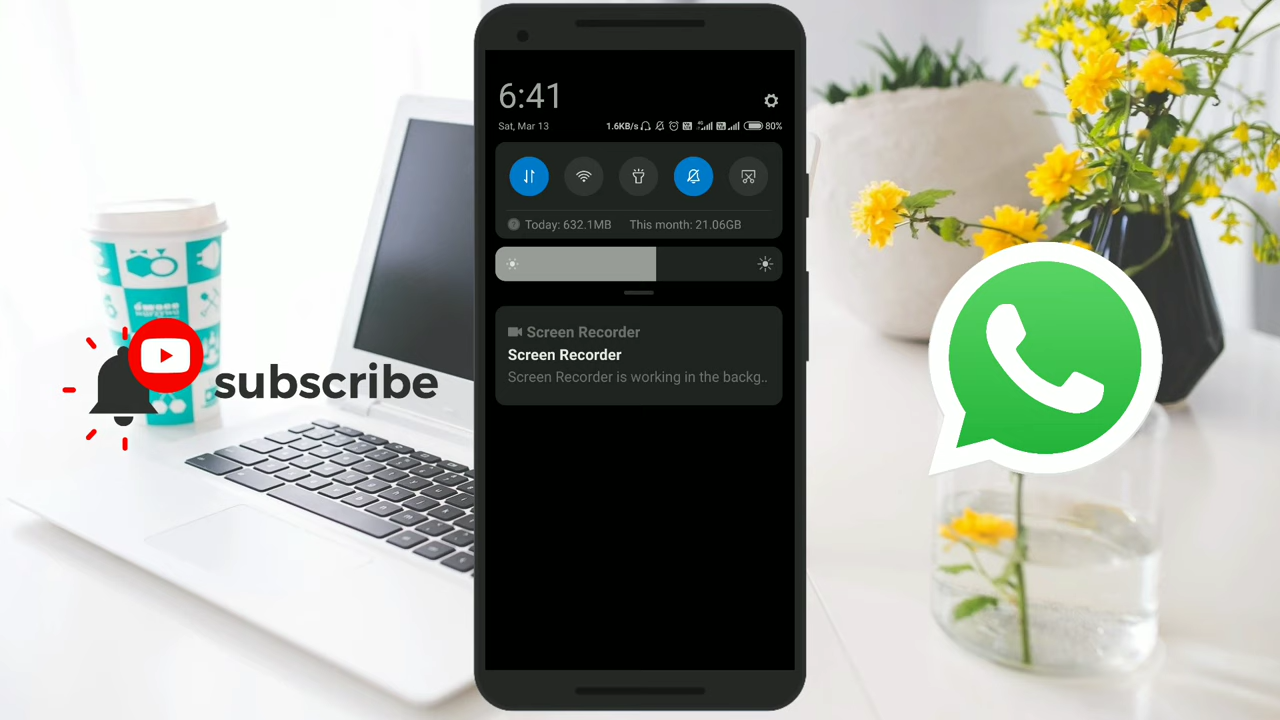 6:41
Sat, Mar 13
1.6KB/s
80%
Today: 632.1MB This month: 21.06GB
Screen Recorder
Screen Recorder
Screen Recorder is working in the backg..
subscribe